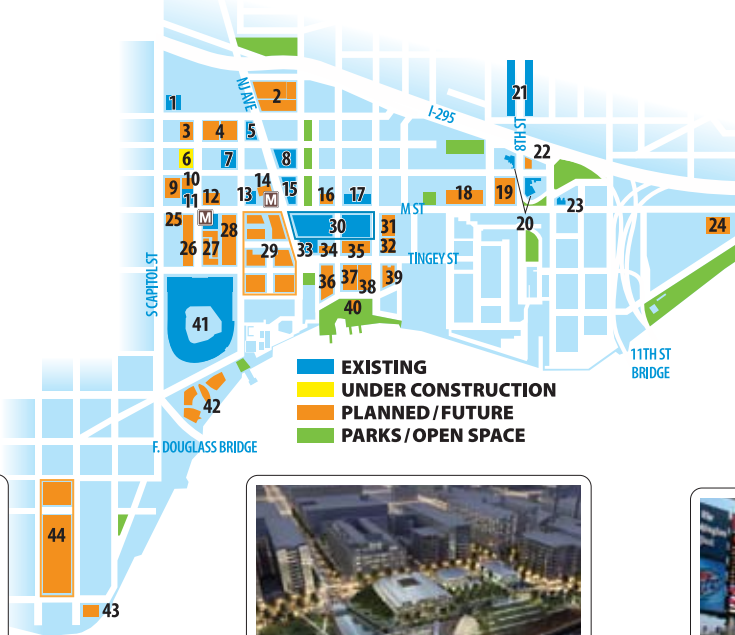 1
2
NJ AVE
21
I-295
8TH ST
3
4
5
6
7
8
22
9
10
11
12
13
14
15
16
17
18
19
M
M ST
20
23
24
25
M
26
27
28
29
30
31
32
33
34
35
TINGEY ST
36
37
38
39
40
S CAPITOL ST
41
11TH ST
BRIDGE
EXISTING
UNDER CONSTRUCTION
PLANNED/FUTURE
PARKS/OPEN SPACE
42
F. DOUGLASS BRIDGE
44
43